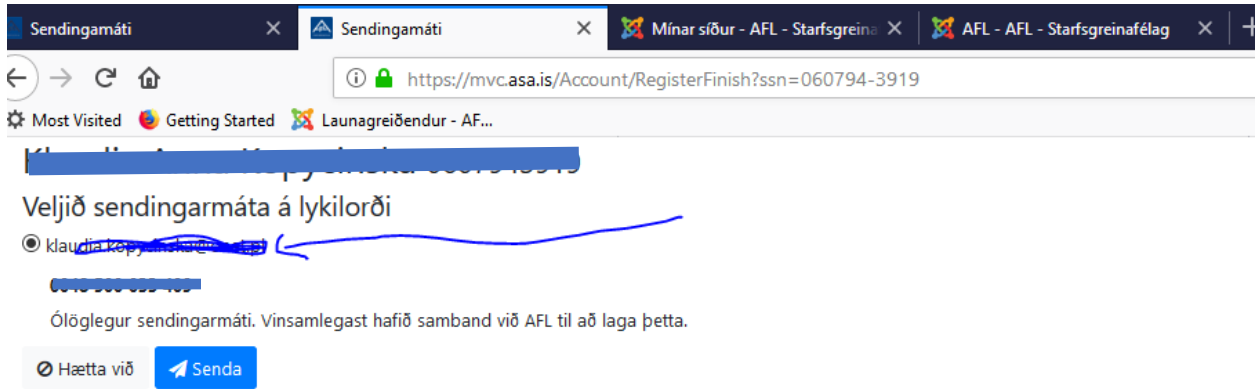 Sendingamáti
Sendingamáti
Mínar síður - AFL - Starfsgreina
AFL - AFL - Starfsgreinafélag
https://mvc.asa.is/Account/RegisterFinish?ssn=060794-3919
Most Visited Getting Started Launagreiðendur - AF...
Veljið sendingarmáta á lykilorði
Ólöglegur sendingarmáti. Vinsamlegast hafið samband við AFL til að laga þetta.
Hætta við Senda